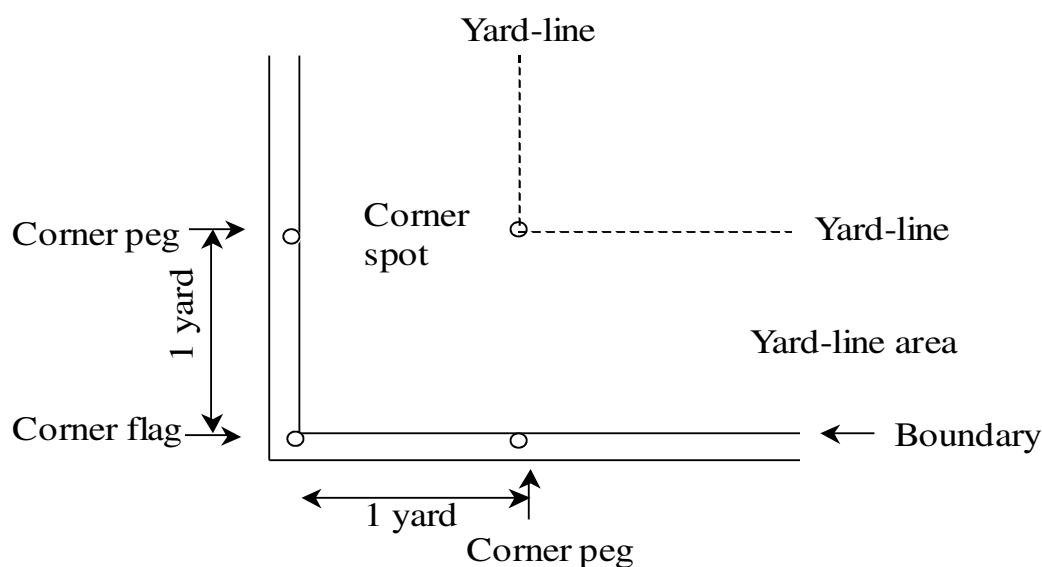 Yard-line
Corner peg
Corner
spot
Yard-line
1 yard
Yard-line area
Corner flag
Boundary
1 yard
Corner peg